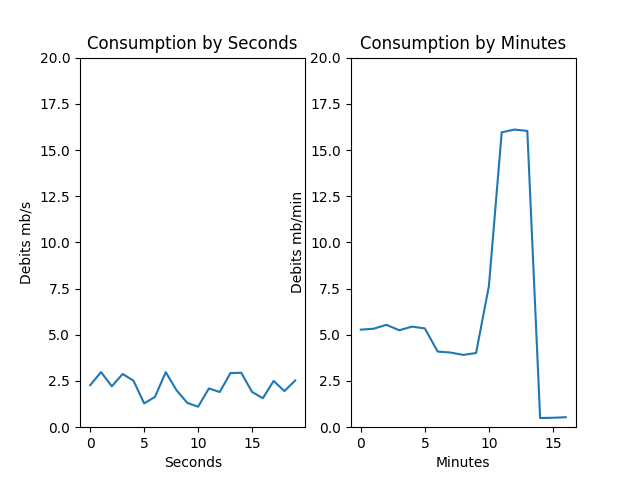 Consumption by Seconds
20.0
17.5
15.0
12.5
10.0
7.5
5.0
2.5
0.0
Debits mb/s
0 5 10 15
Seconds
Consumption by Minutes
20.0
17.5
15.0
12.5
10.0
7.5
5.0
2.5
0.0
Debits mb/min
0 5 10 15
Minutes